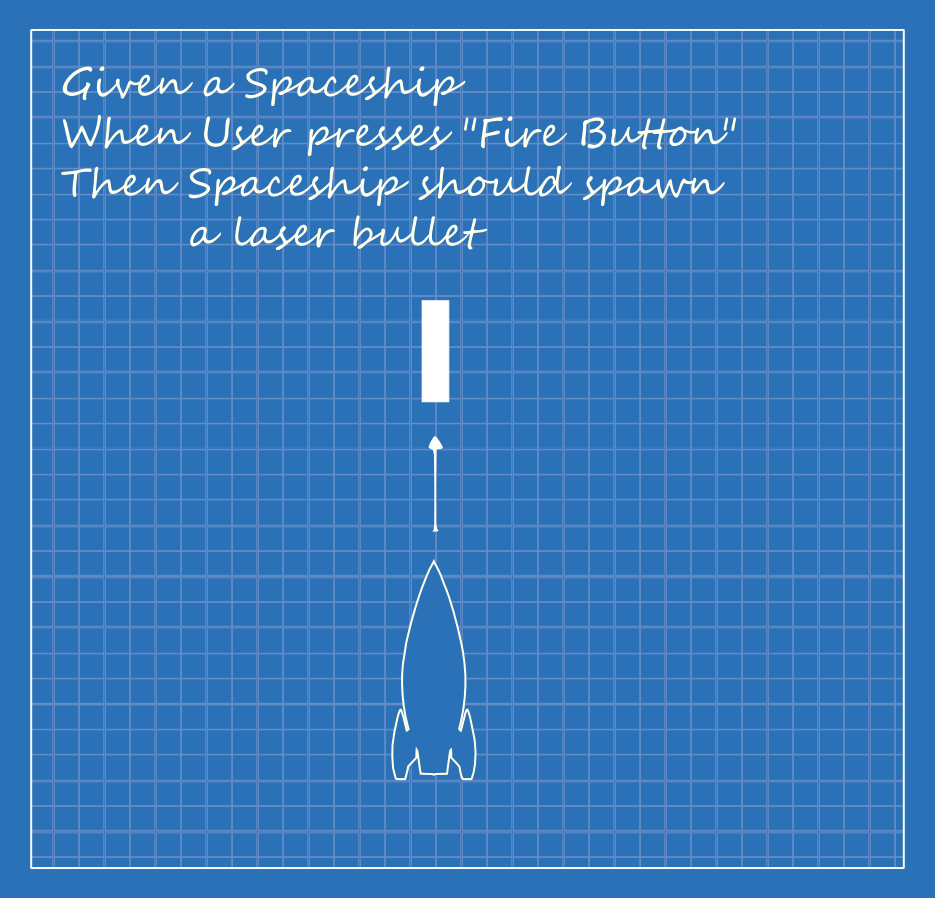 Given a Spaceship
When User presses "Fire Button"
Then Spaceship should spawn
a laser bullet